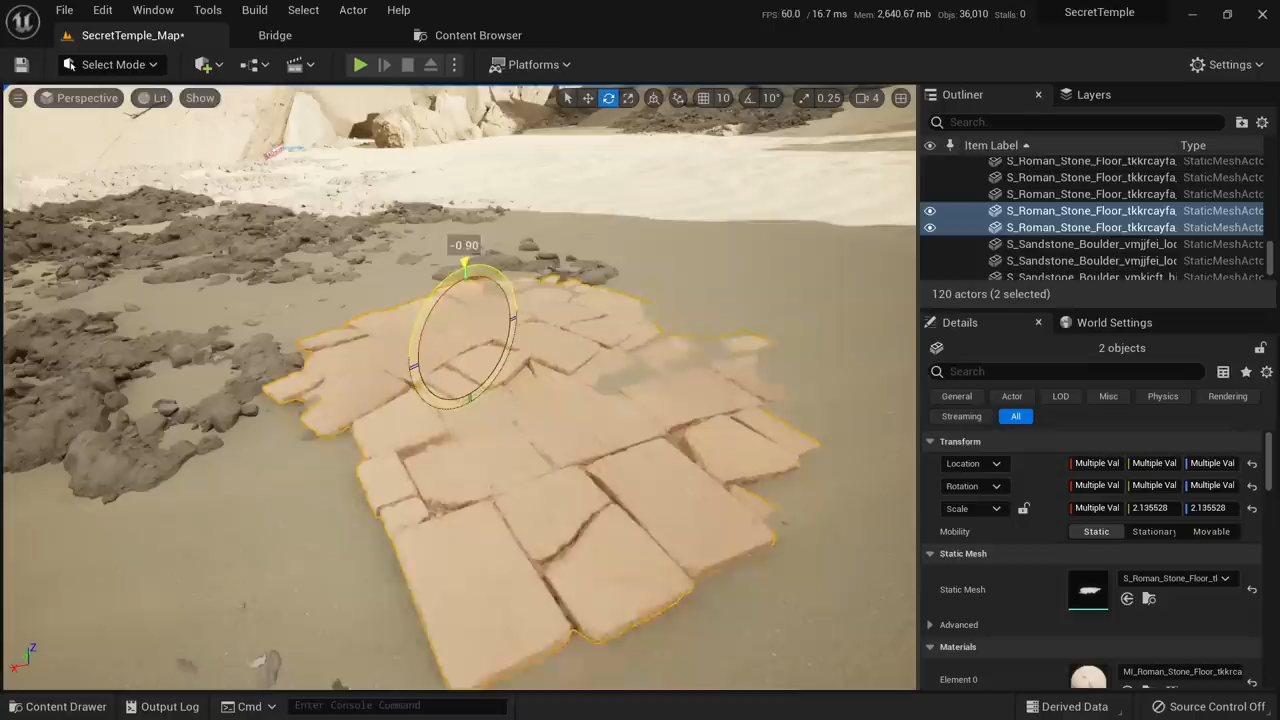 File Edit Window Tools Build Select Actor Help
FPS: 60.0 / 16.7 ms Mem: 2,640.67 mb Objs: 36,010 Stalls: 0
SecretTemple
SecretTemple_Map*
Bridge
Content Browser
Select Mode
Platforms
Settings
Perspective
Lit
Show
10
10°
0.25
4
-0 90
Z
X
Outliner
Layers
Search.
Item Label
Type
S_Roman_Stone_Floor_tkkrcayfa, StaticMeshActo
S_Roman_Stone_Floor_tkkrcayfa, StaticMeshActo
S_Roman_Stone_Floor_tkkrcayfa, StaticMeshActo
S_Roman_Stone_Floor_tkkrcayfa, StaticMeshActo
S_Roman_Stone_Floor_tkkrcayfa, StaticMeshActo
S_Sandstone_Boulder_vmjjfei_loc StaticMeshActo
S_Sandstone_Boulder_vmjjfei_loc StaticMeshActo
120 actors (2 selected)
Details
World Settings
2 objects
Search
General
Actor
LOD
Misc
Physics
Rendering
Streaming
All
Transform
Location Multiple Val Multiple Val Multiple Val
Rotation Multiple Val Multiple Val Multiple Val
Scale Multiple Val 2.135528 2.135528
Mobility Static Stationary Movable
Static Mesh
Static Mesh S_Roman_Stone_Floor_tl
Advanced
Materials
Element 0 MI_Roman_Stone_Floor_tkkrca
Content Drawer
Output Log
Cmd
Enter Console Command
Derived Data
Source Control Off